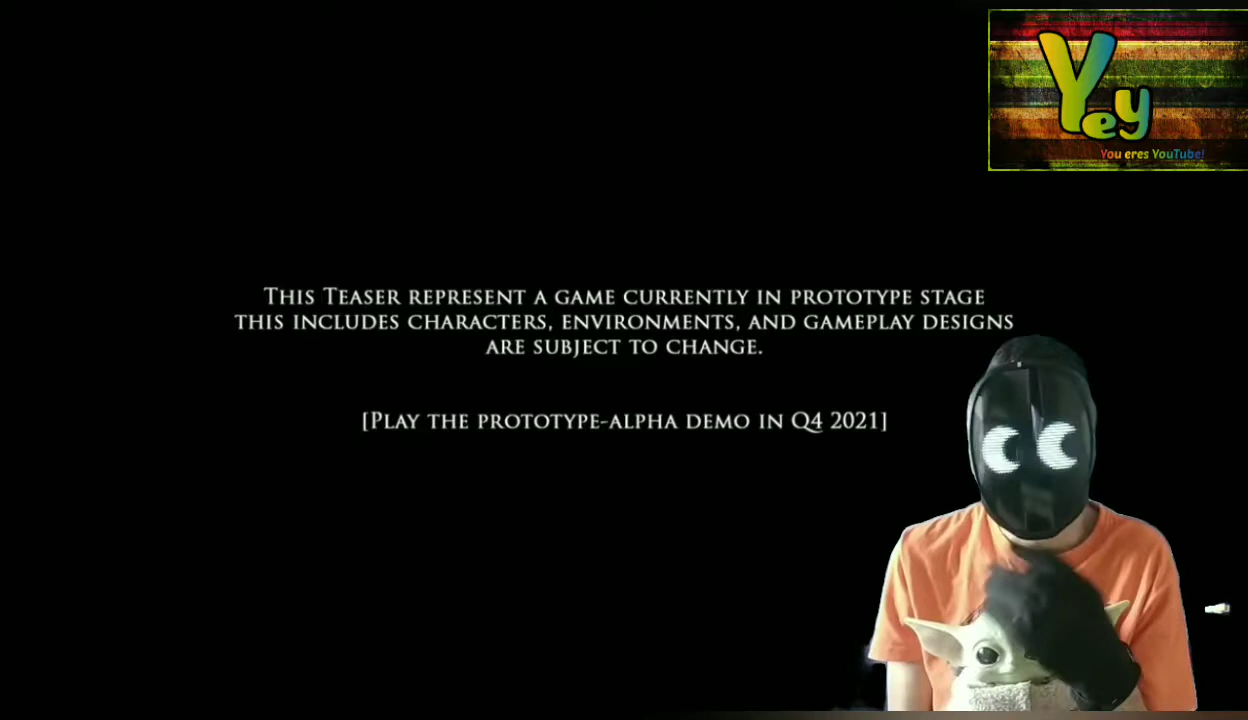 Yey
You eres YouTube!
This Teaser represent a game currently in prototype stage
this includes characters, environments, and gameplay designs
are subject to change.
[Play the prototype-alpha demo in Q4 2021]